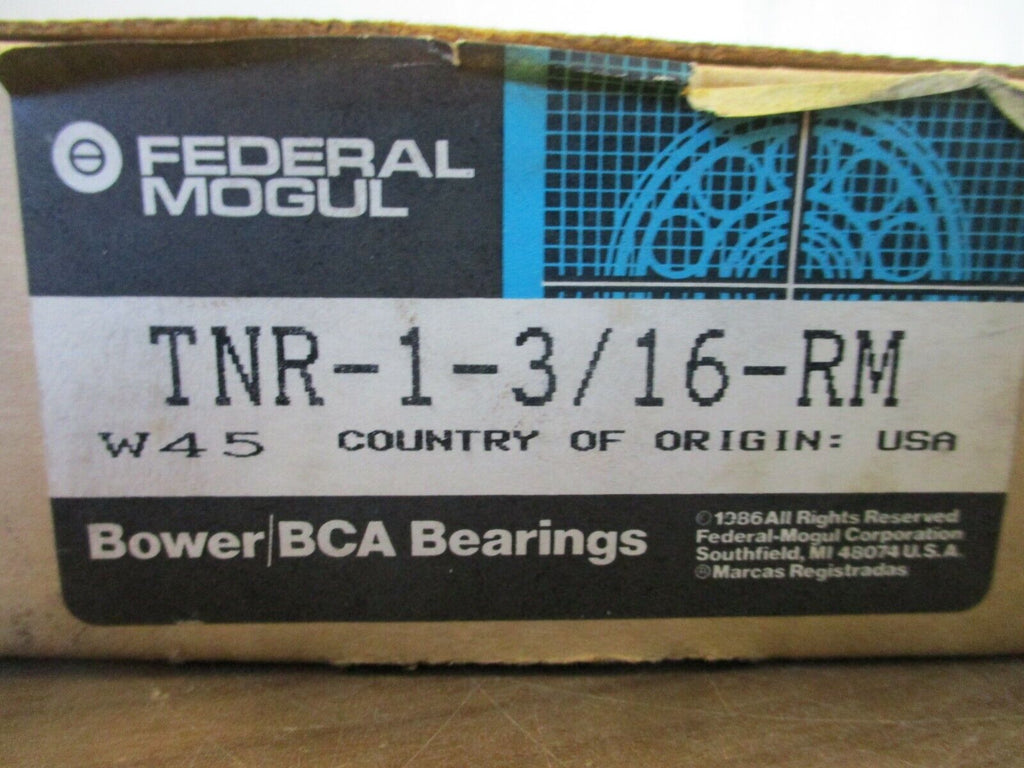 FEDERAL
MOGUL
TNR-1-3/16-RM
W45 COUNTRY OF ORIGIN: USA
Bower|BCA Bearings
©1986 All Rights Reserved
Federal-Mogul Corporation
Southfield, MI 48074 U.S.A.
®Marcas Registradas